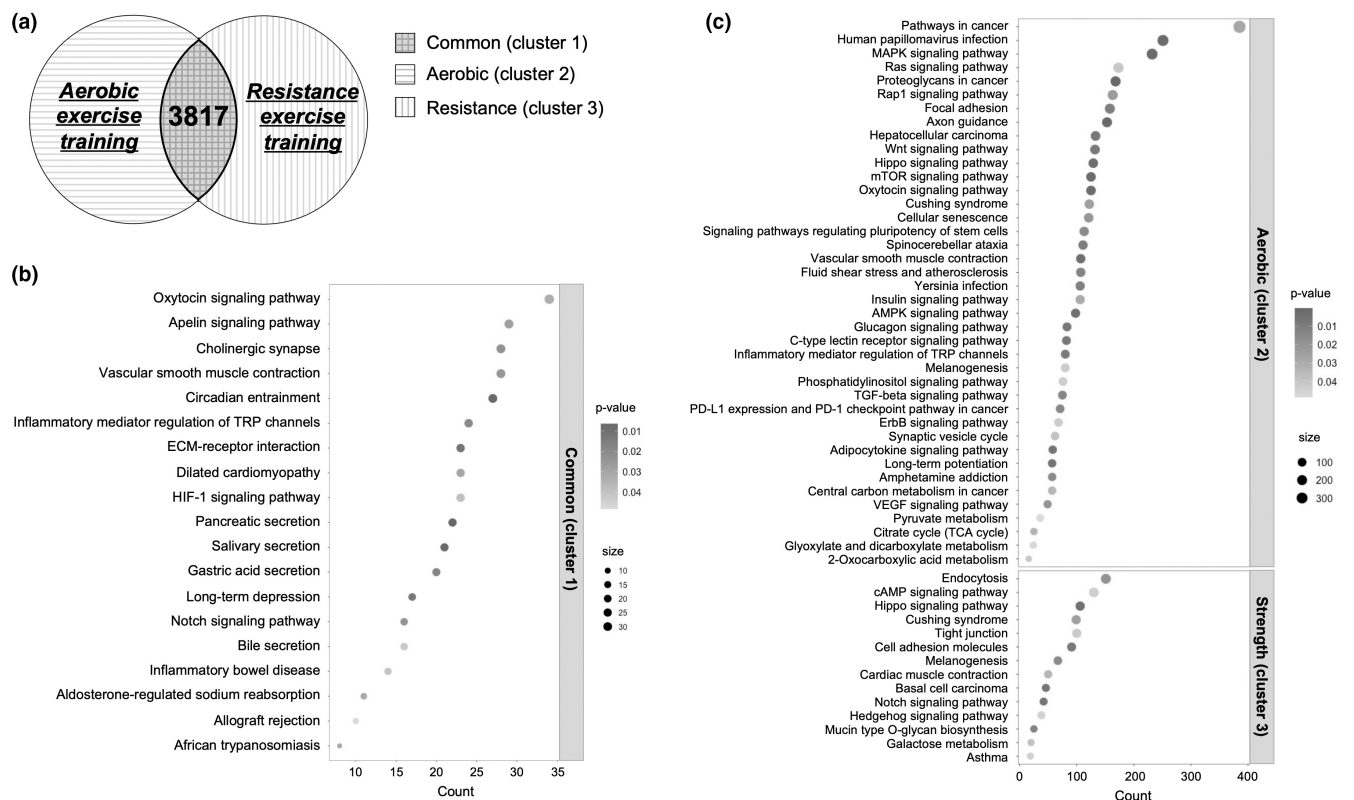 (a)
Aerobic
exercise
training
3817
Resistance
exercise
training
Common (cluster 1)
Aerobic (cluster 2)
Resistance (cluster 3)
(b)
Oxytocin signaling pathway
Apelin signaling pathway
Cholinergic synapse
Vascular smooth muscle contraction
Circadian entrainment
Inflammatory mediator regulation of TRP channels
ECM-receptor interaction
Dilated cardiomyopathy
HIF-1 signaling pathway
Pancreatic secretion
Salivary secretion
Gastric acid secretion
Long-term depression
Notch signaling pathway
Bile secretion
Inflammatory bowel disease
Aldosterone-regulated sodium reabsorption
Allograft rejection
African trypanosomiasis
10 15 20 25 30 35
Count
Common (cluster 1)
p-value
0.01
0.02
0.03
0.04
size
10
15
20
25
30
(c)
Pathways in cancer
Human papillomavirus infection
MAPK signaling pathway
Ras signaling pathway
Proteoglycans in cancer
Rap1 signaling pathway
Focal adhesion
Axon guidance
Hepatocellular carcinoma
Wnt signaling pathway
Hippo signaling pathway
mTOR signaling pathway
Oxytocin signaling pathway
Cushing syndrome
Cellular senescence
Signaling pathways regulating pluripotency of stem cells
Spinocerebellar ataxia
Vascular smooth muscle contraction
Fluid shear stress and atherosclerosis
Yersinia infection
Insulin signaling pathway
AMPK signaling pathway
Glucagon signaling pathway
C-type lectin receptor signaling pathway
Inflammatory mediator regulation of TRP channels
Melanogenesis
Phosphatidylinositol signaling pathway
TGF-beta signaling pathway
PD-L1 expression and PD-1 checkpoint pathway in cancer
ErbB signaling pathway
Synaptic vesicle cycle
Adipocytokine signaling pathway
Long-term potentiation
Amphetamine addiction
Central carbon metabolism in cancer
VEGF signaling pathway
Pyruvate metabolism
Citrate cycle (TCA cycle)
Glyoxylate and dicarboxylate metabolism
2-Oxocarboxylic acid metabolism
Aerobic (cluster 2)
Endocytosis
cAMP signaling pathway
Hippo signaling pathway
Cushing syndrome
Tight junction
Cell adhesion molecules
Melanogenesis
Cardiac muscle contraction
Basal cell carcinoma
Notch signaling pathway
Hedgehog signaling pathway
Mucin type O-glycan biosynthesis
Galactose metabolism
Asthma
Strength (cluster 3)
0 100 200 300 400
Count
p-value
0.01
0.02
0.03
0.04
size
100
200
300